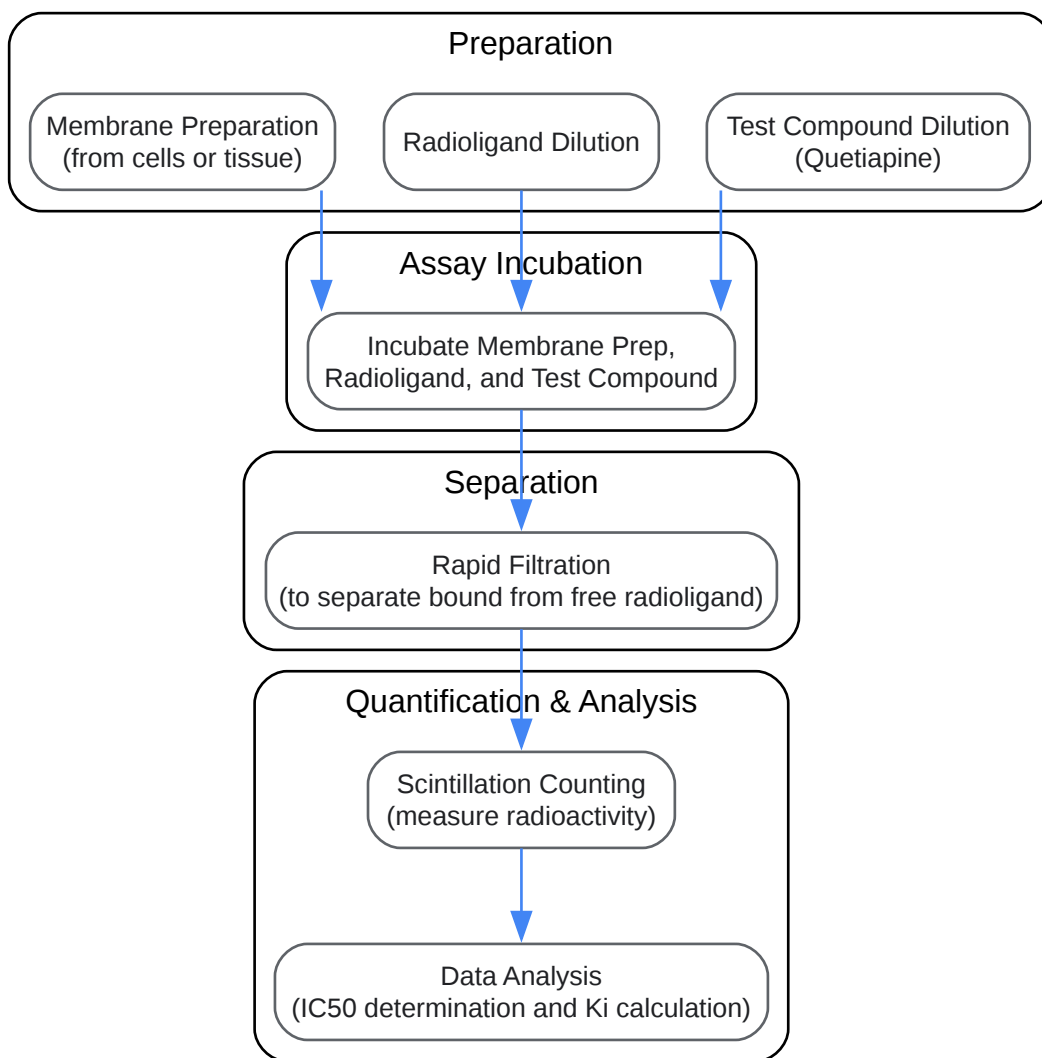 Preparation
Membrane Preparation
(from cells or tissue)
Radioligand Dilution
Test Compound Dilution
(Quetiapine)
Assay Incubation
Incubate Membrane Prep,
Radioligand, and Test Compound
Separation
Rapid Filtration
(to separate bound from free radioligand)
Quantification & Analysis
Scintillation Counting
(measure radioactivity)
Data Analysis
(IC50 determination and Ki calculation)